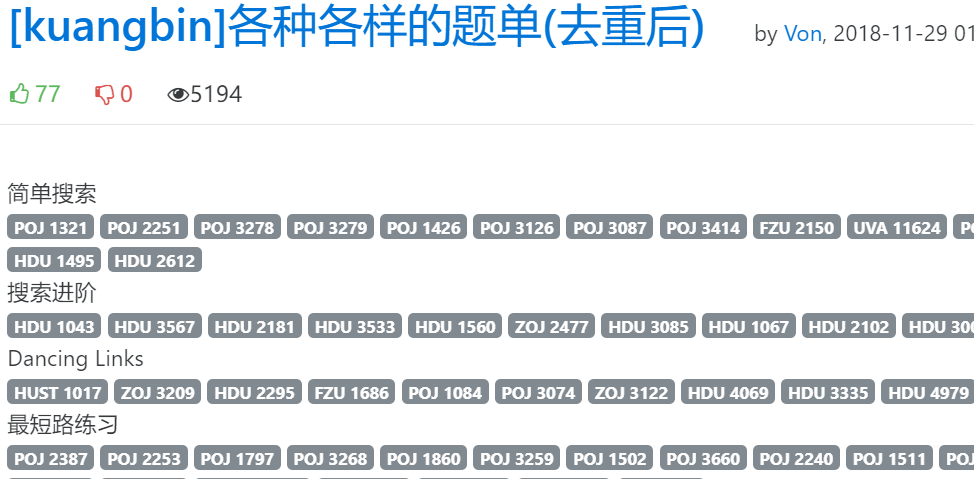 [kuangbin]各种各样的题单(去重后) by Von, 2018-11-29 01
77 0 5194
简单搜索
POJ 1321 POJ 2251 POJ 3278 POJ 3279 POJ 1426 POJ 3126 POJ 3087 POJ 3414 FZU 2150 UVA 11624
HDU 1495 HDU 2612
搜索进阶
HDU 1043 HDU 3567 HDU 2181 HDU 3533 HDU 1560 ZOJ 2477 HDU 3085 HDU 1067 HDU 2102 HDU 300
Dancing Links
HUST 1017 ZOJ 3209 HDU 2295 FZU 1686 POJ 1084 POJ 3074 ZOJ 3122 HDU 4069 HDU 3335 HDU 4979
最短路练习
POJ 2387 POJ 2253 POJ 1797 POJ 3268 POJ 1860 POJ 3259 POJ 1502 POJ 3660 POJ 2240 POJ 1511 POJ